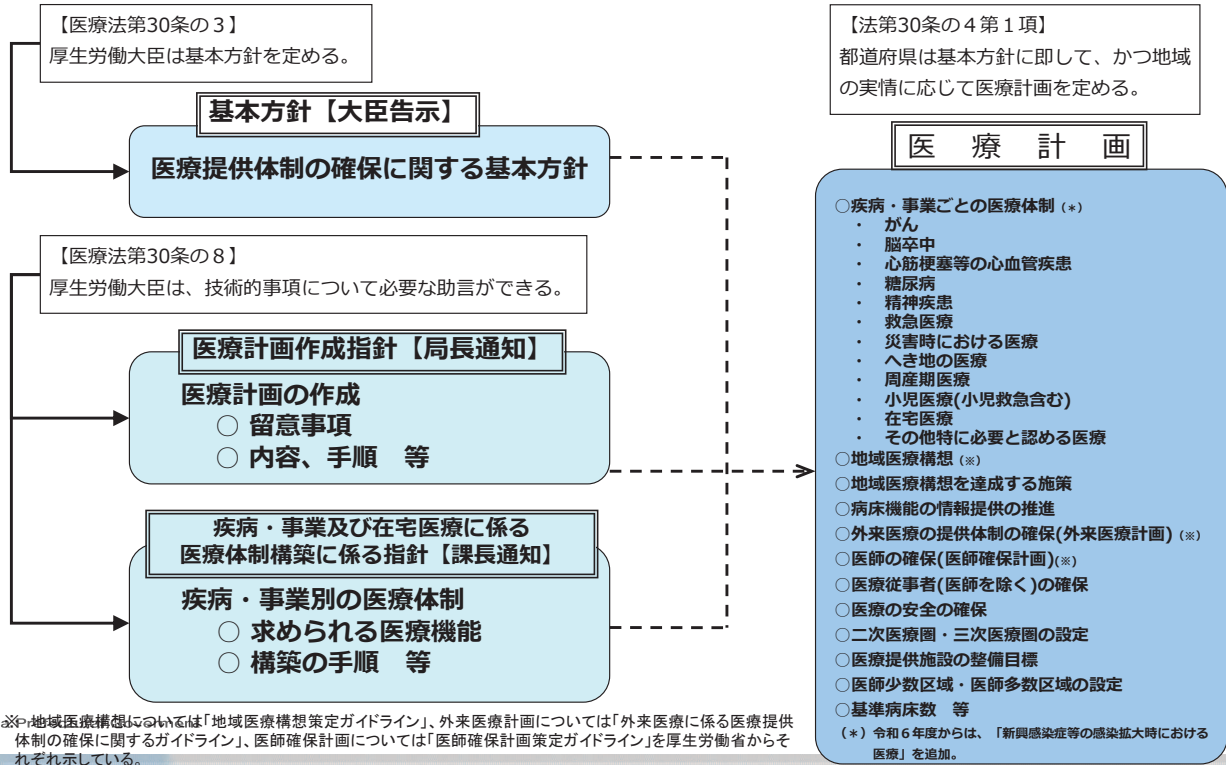 【医療法第30条の３】
厚生労働大臣は基本方針を定める。
基本方針【大臣告示】
医療提供体制の確保に関する基本方針
【医療法第30条の８】
厚生労働大臣は、技術的事項について必要な助言ができる。
医療計画作成指針【局長通知】
医療計画の作成
○ 留意事項
○ 内容、手順　等
疾病・事業及び在宅医療に係る
医療体制構築に係る指針【課長通知】
疾病・事業別の医療体制
○ 求められる医療機能
○ 構築の手順　等
※　地域医療構想については「地域医療構想策定ガイドライン」、外来医療計画については「外来医療に係る医療提供
体制の確保に関するガイドライン」、医師確保計画については「医師確保計画策定ガイドライン」を厚生労働省からそ
れぞれ示している。
【法第30条の４第１項】
都道府県は基本方針に即して、かつ地域
の実情に応じて医療計画を定める。
医　療　計　画
○疾病・事業ごとの医療体制（＊）
・　がん
・　脳卒中
・　心筋梗塞等の心血管疾患
・　糖尿病
・　精神疾患
・　救急医療
・　災害時における医療
・　へき地の医療
・　周産期医療
・　小児医療(小児救急含む)
・　在宅医療
・　その他特に必要と認める医療
○地域医療構想（※）
○地域医療構想を達成する施策
○病床機能の情報提供の推進
○外来医療の提供体制の確保(外来医療計画)（※）
○医師の確保(医師確保計画)(※)
○医療従事者(医師を除く)の確保
○医療の安全の確保
○二次医療圏・三次医療圏の設定
○医療提供施設の整備目標
○医師少数区域・医師多数区域の設定
○基準病床数　等
（＊）令和６年度からは、「新興感染症等の感染拡大時における
医療」を追加。